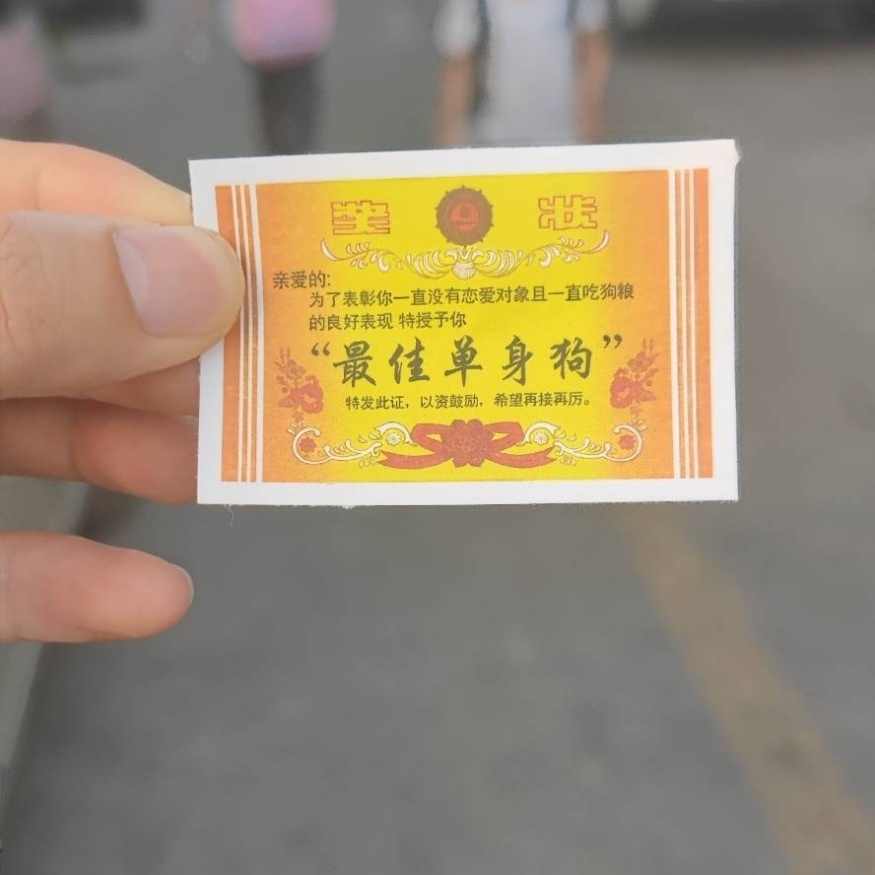 奖状
亲爱的:
为了表彰你一直没有恋爱对象且一直吃狗粮
的良好表现 特授予你
“最佳单身狗”
特发此证，以资鼓励，希望再接再厉。